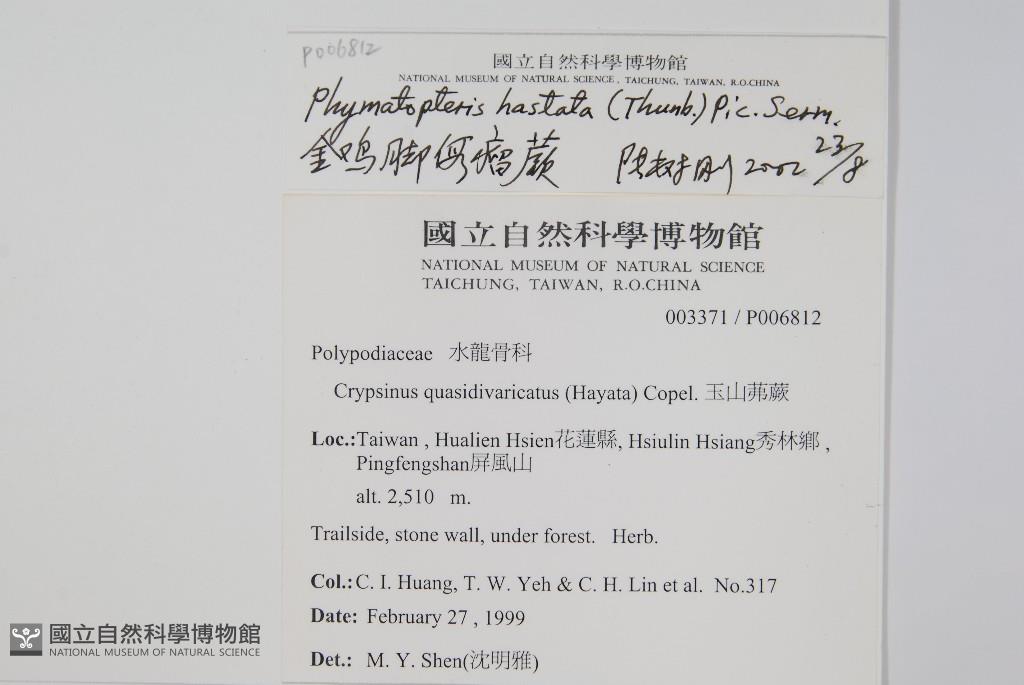 P006812
國立自然科學博物館
NATIONAL MUSEUM OF NATURAL SCIENCE, TAICHUNG, TAIWAN, R.O.CHINA
Phymatopteris hastata (Thunb.) Pic. Serm.
金 脚 蕨 2002 23/8
國立自然科學博物館
NATIONAL MUSEUM OF NATURAL SCIENCE
TAICHUNG, TAIWAN, R.O.CHINA
003371 / P006812
Polypodiaceae 水龍骨科
Crypsinus quasidivaricatus (Hayata) Copel. 玉山茀蕨
Loc.:Taiwan , Hualien Hsien花蓮縣, Hsiulin Hsiang秀林鄉 ,
Pingfengshan屏風山
alt. 2,510 m.
Trailside, stone wall, under forest. Herb.
Col.: C. I. Huang, T. W. Yeh & C. H. Lin et al. No.317
Date: February 27 , 1999
Det.: M. Y. Shen(沈明雅)
國立自然科學博物館
NATIONAL MUSEUM OF NATURAL SCIENCE